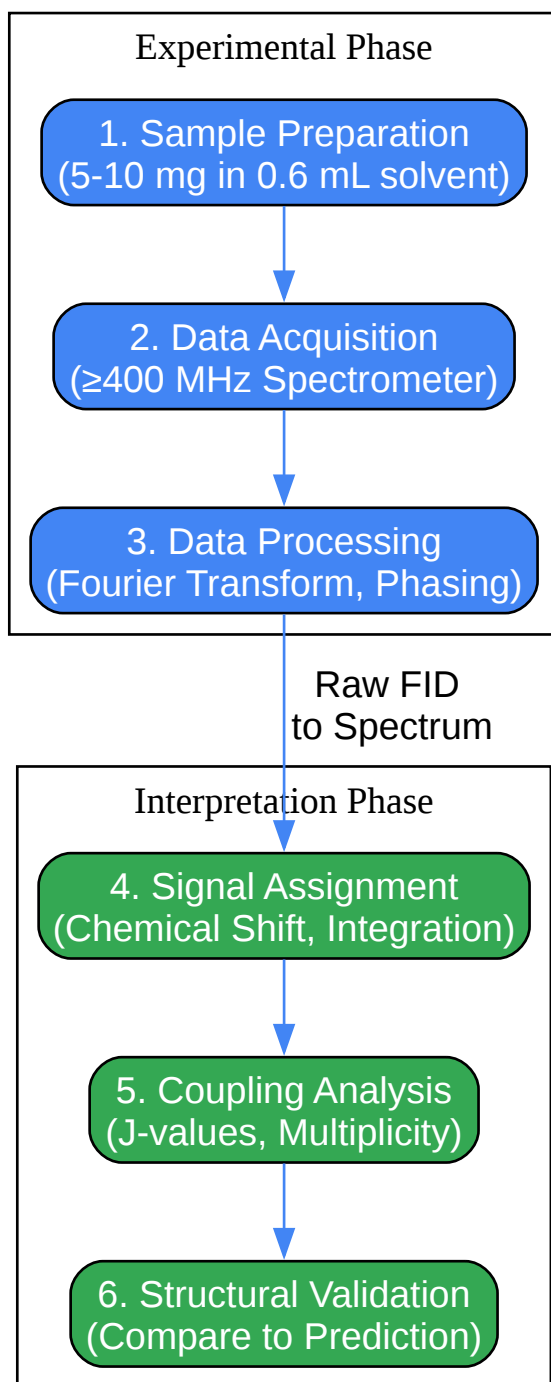 Experimental Phase
1. Sample Preparation
(5-10 mg in 0.6 mL solvent)
2. Data Acquisition
(≥400 MHz Spectrometer)
3. Data Processing
(Fourier Transform, Phasing)
Raw FID
to Spectrum
Interpretation Phase
4. Signal Assignment
(Chemical Shift, Integration)
5. Coupling Analysis
(J-values, Multiplicity)
6. Structural Validation
(Compare to Prediction)